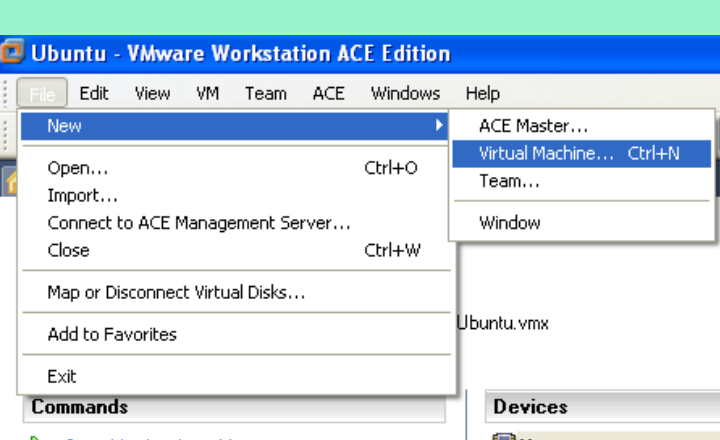 Ubuntu - VMware Workstation ACE Edition
File Edit View VM Team ACE Windows Help
New
ACE Master...
Virtual Machine... Ctrl+N
Team...
Window
Open... Ctrl+O
Import...
Connect to ACE Management Server...
Close Ctrl+W
Map or Disconnect Virtual Disks...
Add to Favorites
Exit
Ubuntu.vmx
Commands
Devices